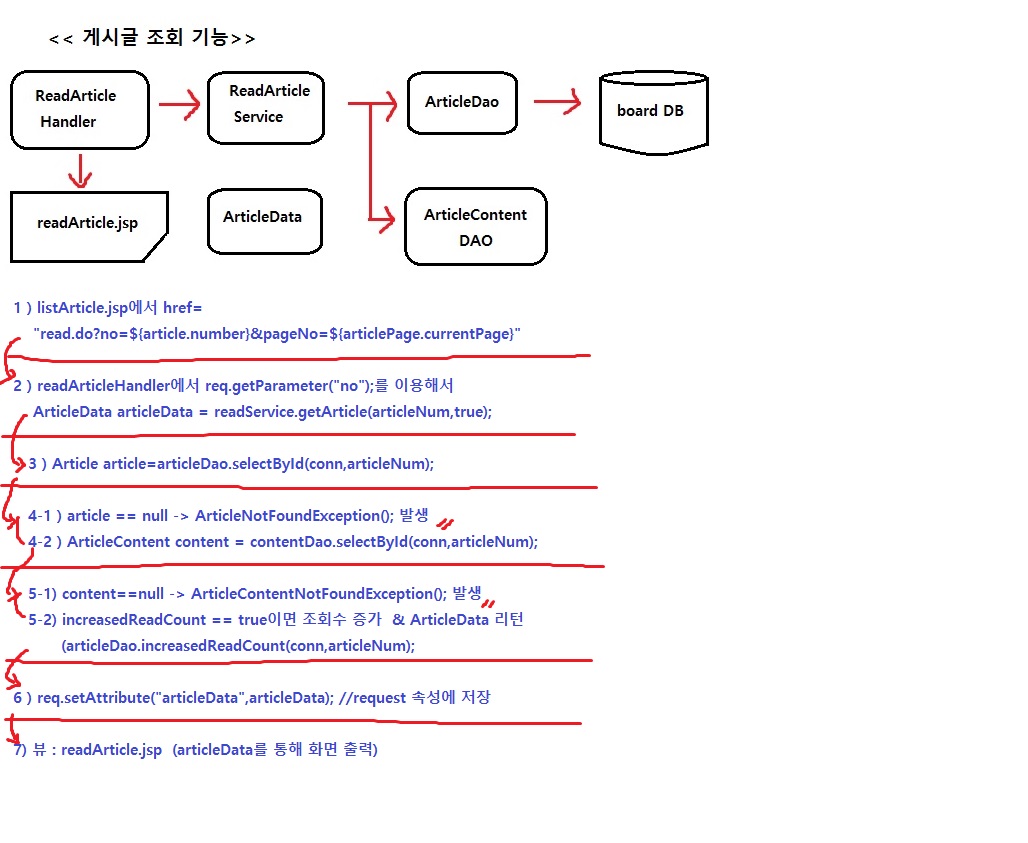 << 게시글 조회 기능>>
ReadArticle
Handler
ReadArticle
Service
ArticleDao
board DB
readArticle.jsp
ArticleData
ArticleContent
DAO
1 ) listArticle.jsp에서 href=
"read.do?no=${article.number}&pageNo=${articlePage.currentPage}"
2 ) readArticleHandler에서 req.getParameter("no");를 이용해서
ArticleData articleData = readService.getArticle(articleNum,true);
3 ) Article article=articleDao.selectById(conn,articleNum);
4-1 ) article == null -> ArticleNotFoundException(); 발생
4-2 ) ArticleContent content = contentDao.selectById(conn,articleNum);
5-1) content==null -> ArticleContentNotFoundException(); 발생
5-2) increasedReadCount == true이면 조회수 증가 & ArticleData 리턴
(articleDao.increasedReadCount(conn,articleNum);
6 ) req.setAttribute("articleData",articleData); //request 속성에 저장
7) 뷰 : readArticle.jsp (articleData를 통해 화면 출력)